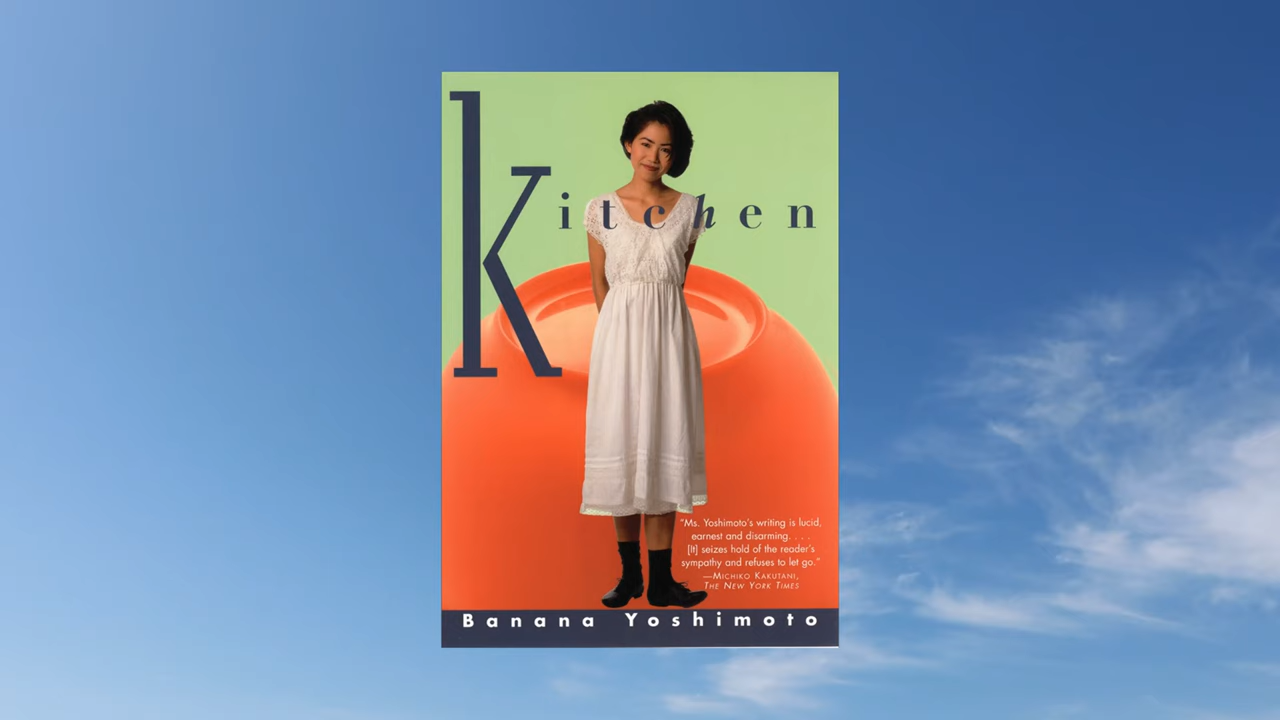 kitchen
“Ms. Yoshimoto’s writing is lucid,
earnest and disarming. . . .
[It] seizes hold of the reader’s
sympathy and refuses to let go.”
—Michiko Kakutani,
The New York Times
Banana Yoshimoto